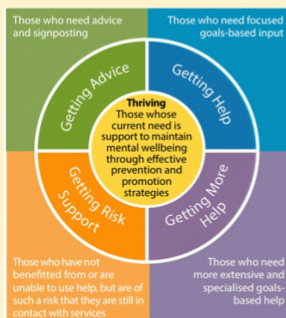 Those who need advice
and signposting
Those who need focused
goals-based input
Getting Advice
Getting Help
Thriving
Those whose
current need is
support to maintain
mental wellbeing
through effective
prevention and
promotion
strategies
Getting Risk
Support
Getting More
Help
Those who have not
benefitted from or are
unable to use help, but are of
such a risk that they are still in
contact with services
Those who need
more extensive and
specialised goals-
based help